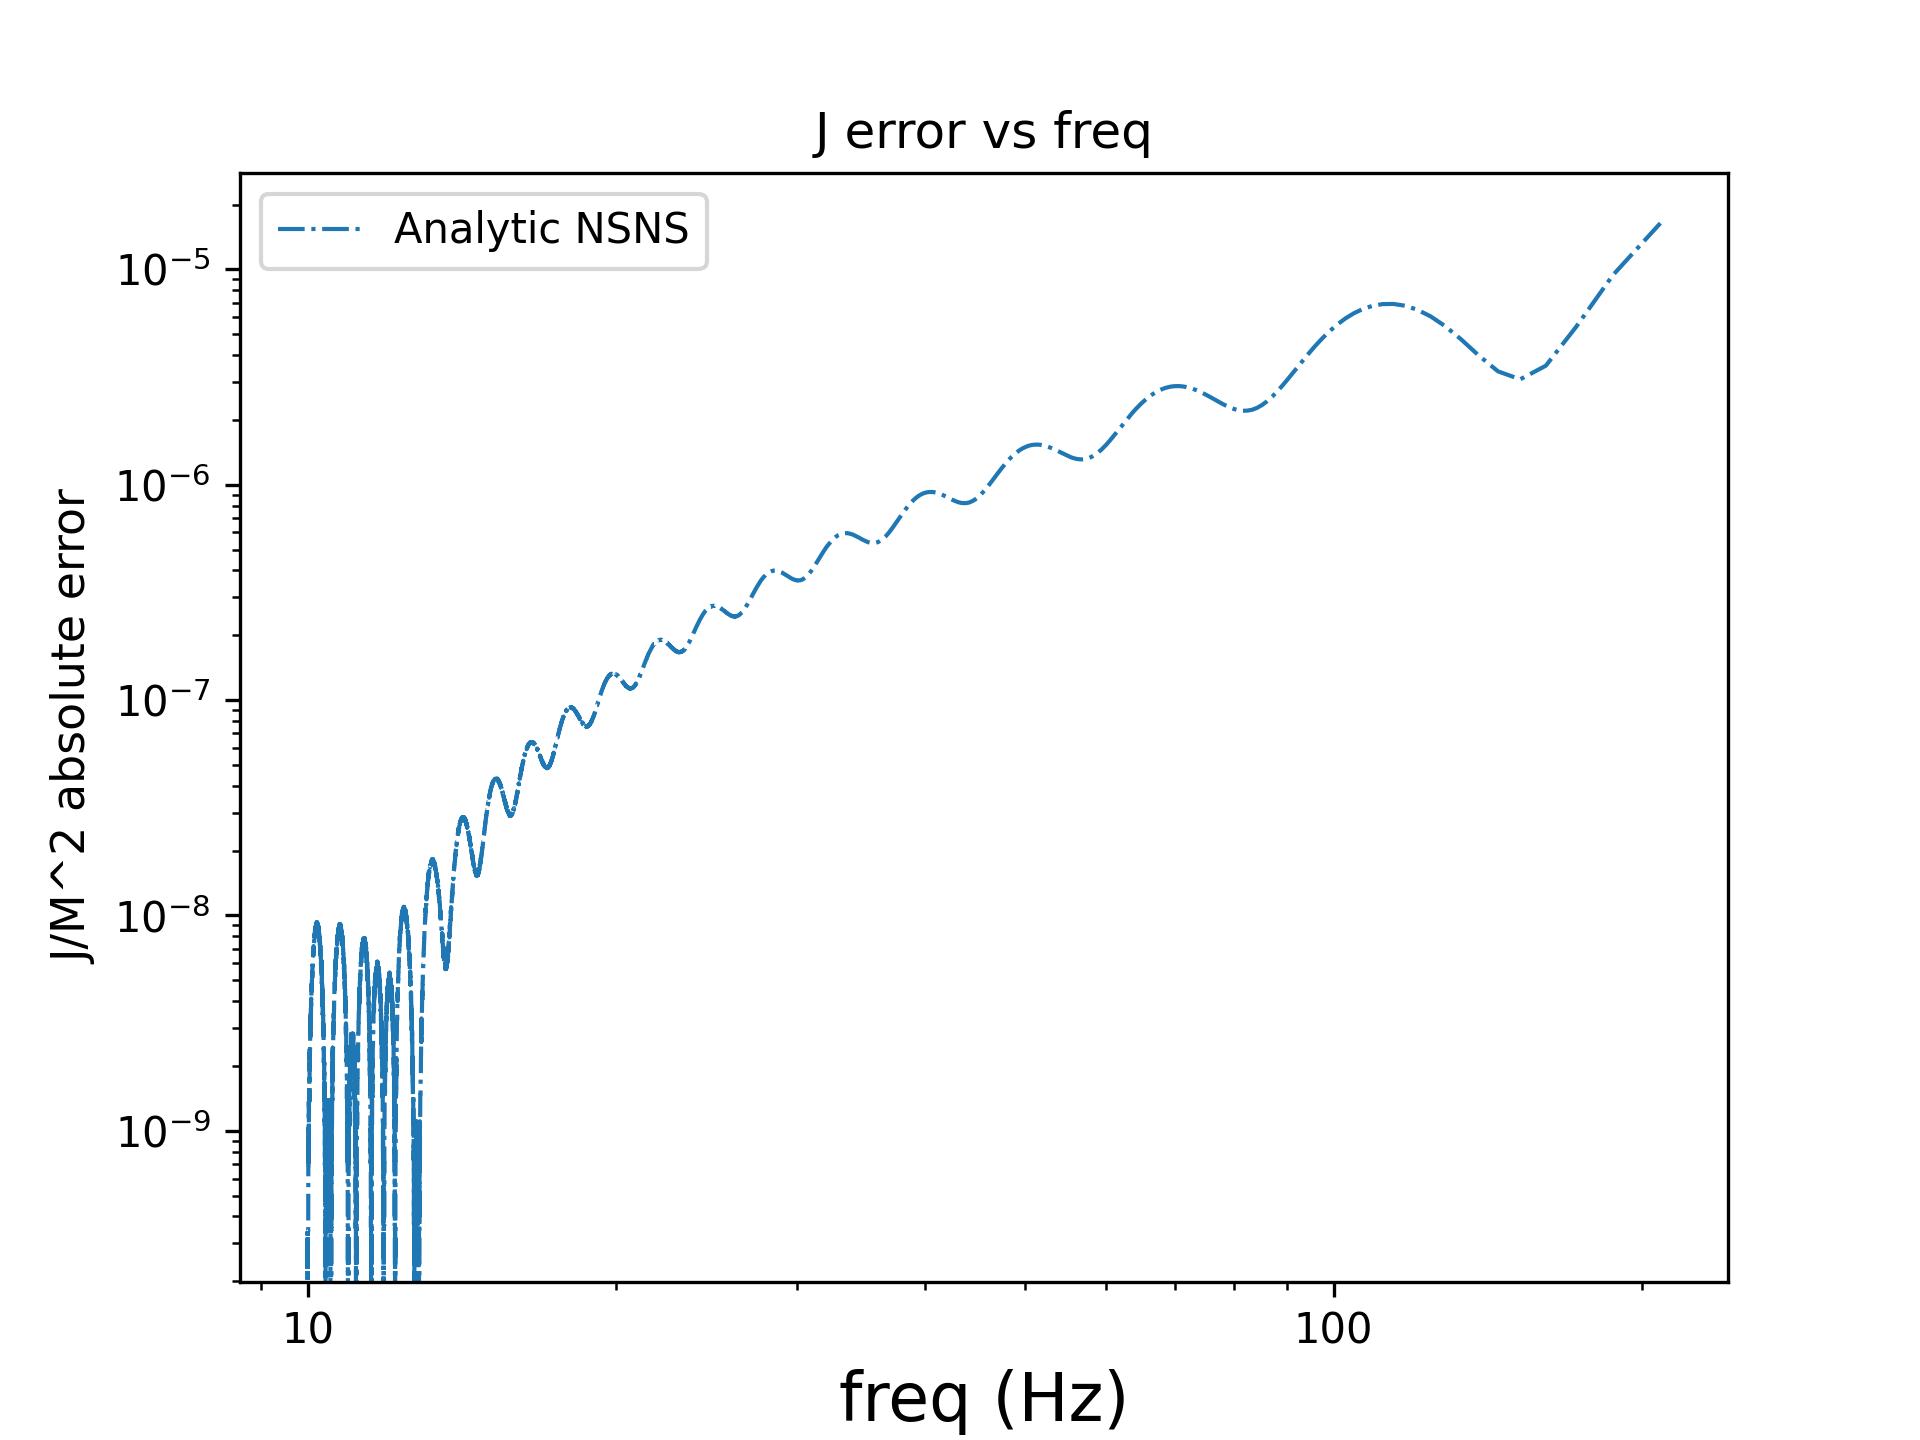 J error vs freq
Analytic NSNS
10⁻⁵
10⁻⁶
10⁻⁷
10⁻⁸
10⁻⁹
J/M^2 absolute error
10
100
freq (Hz)